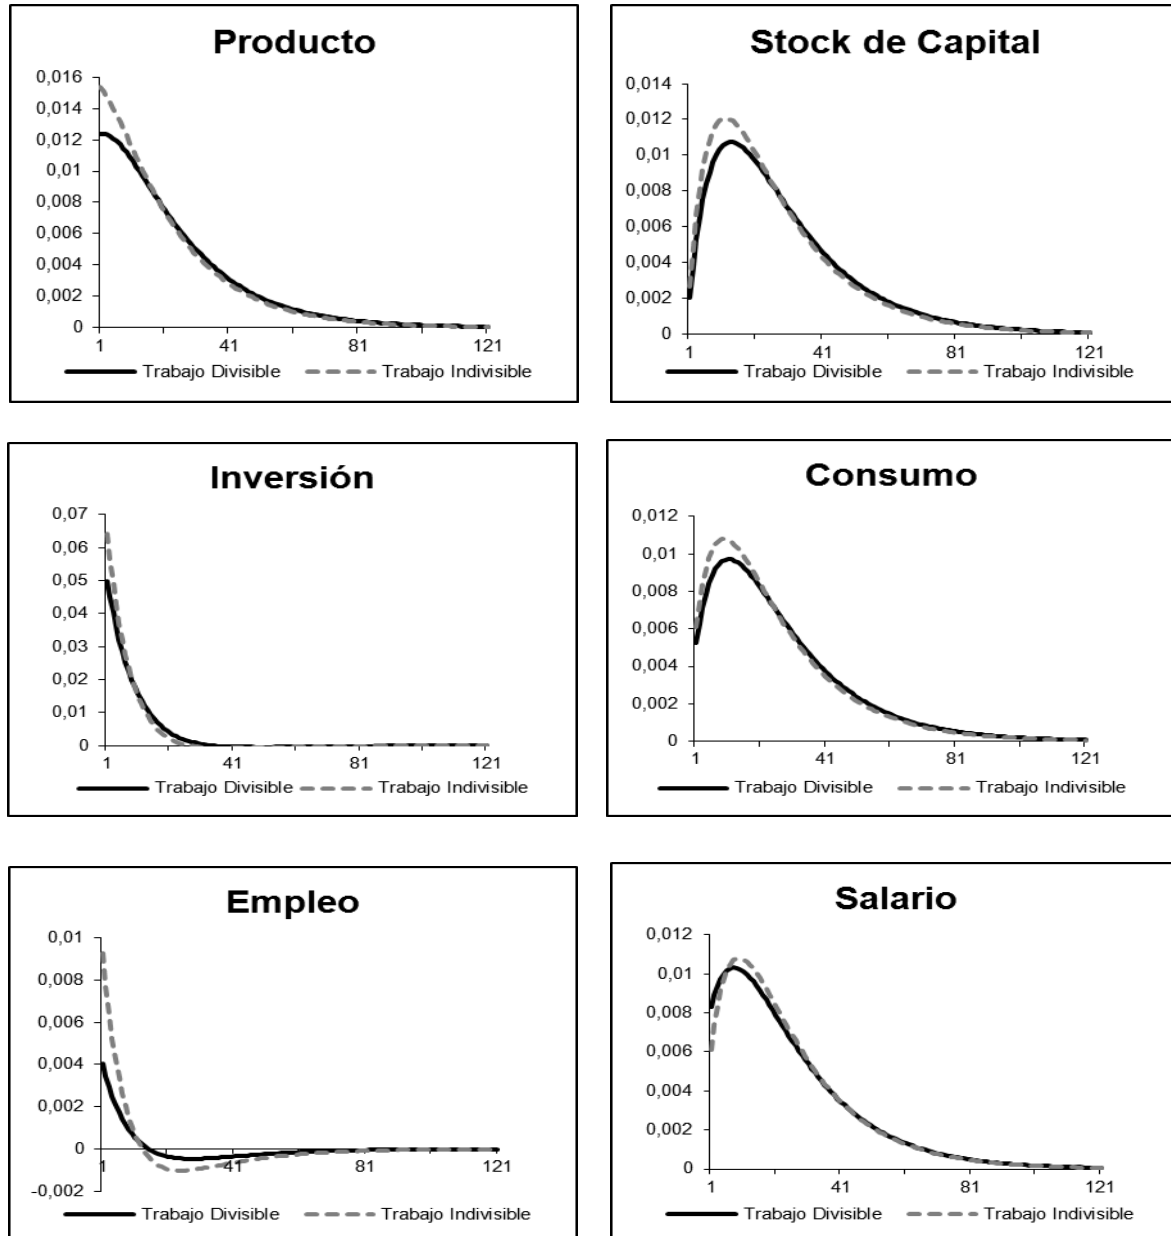 Producto
0,016
0,014
0,012
0,01
0,008
0,006
0,004
0,002
0
1 41 81 121
Trabajo Divisible Trabajo Indivisible
Stock de Capital
0,014
0,012
0,01
0,008
0,006
0,004
0,002
0
1 41 81 121
Trabajo Divisible Trabajo Indivisible
Inversión
0,07
0,06
0,05
0,04
0,03
0,02
0,01
0
1 41 81 121
Trabajo Divisible Trabajo Indivisible
Consumo
0,012
0,01
0,008
0,006
0,004
0,002
0
1 41 81 121
Trabajo Divisible Trabajo Indivisible
Empleo
0,01
0,008
0,006
0,004
0,002
0
-0,002
1 41 81 121
Trabajo Divisible Trabajo Indivisible
Salario
0,012
0,01
0,008
0,006
0,004
0,002
0
1 41 81 121
Trabajo Divisible Trabajo Indivisible